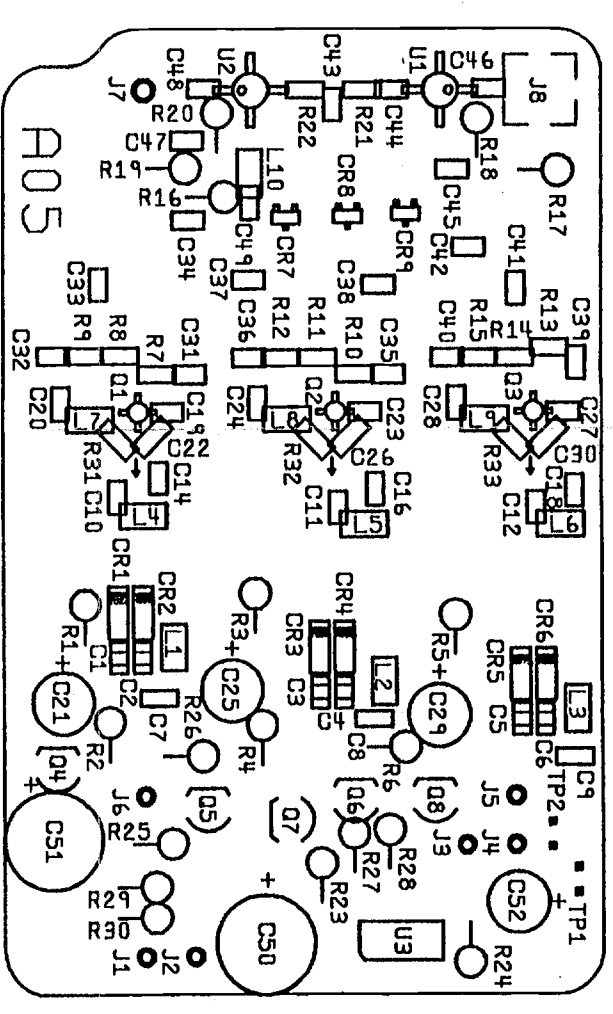 C48
U2
C43
U1
C46
J8
J7
R20
R22
R21
C44
C47
R18
R19
L10
R17
R16
CR8
C45
A05
C34
C49
CR7
CR9
C42
C41
C33
C37
C38
R13
C39
C32
R9
R8
R7
C31
C36
R12
R11
R10
C35
C40
R15
R14
Q1
Q2
Q3
C20
L7
C19
C24
L8
C23
C28
L9
C27
C22
C26
C30
R31
R32
R33
C14
C16
C18
C10
L4
C11
L5
C12
L6
CR1
CR2
CR3
CR4
CR5
CR6
R1
R3
R5
L1
L2
L3
+
+
+
C1
C2
C25
C3
C4
C29
C5
C6
C21
C7
R26
C8
C9
R2
R4
R6
Q4
+
TP2
J6
Q5
Q6
Q8
J5
Q7
C51
R25
R27
R28
J3
J4
R29
R23
+
C52
+
TP1
R30
C50
U3
R24
J1
J2